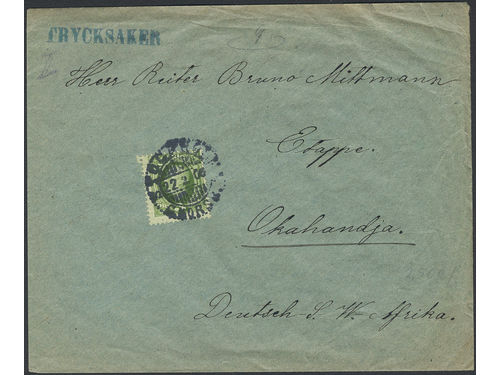 TRYCKSAKER
Herr Reiter Bruno Mittmann
Etappe.
Okahandja.
Deutsch-S. W. Afrika.